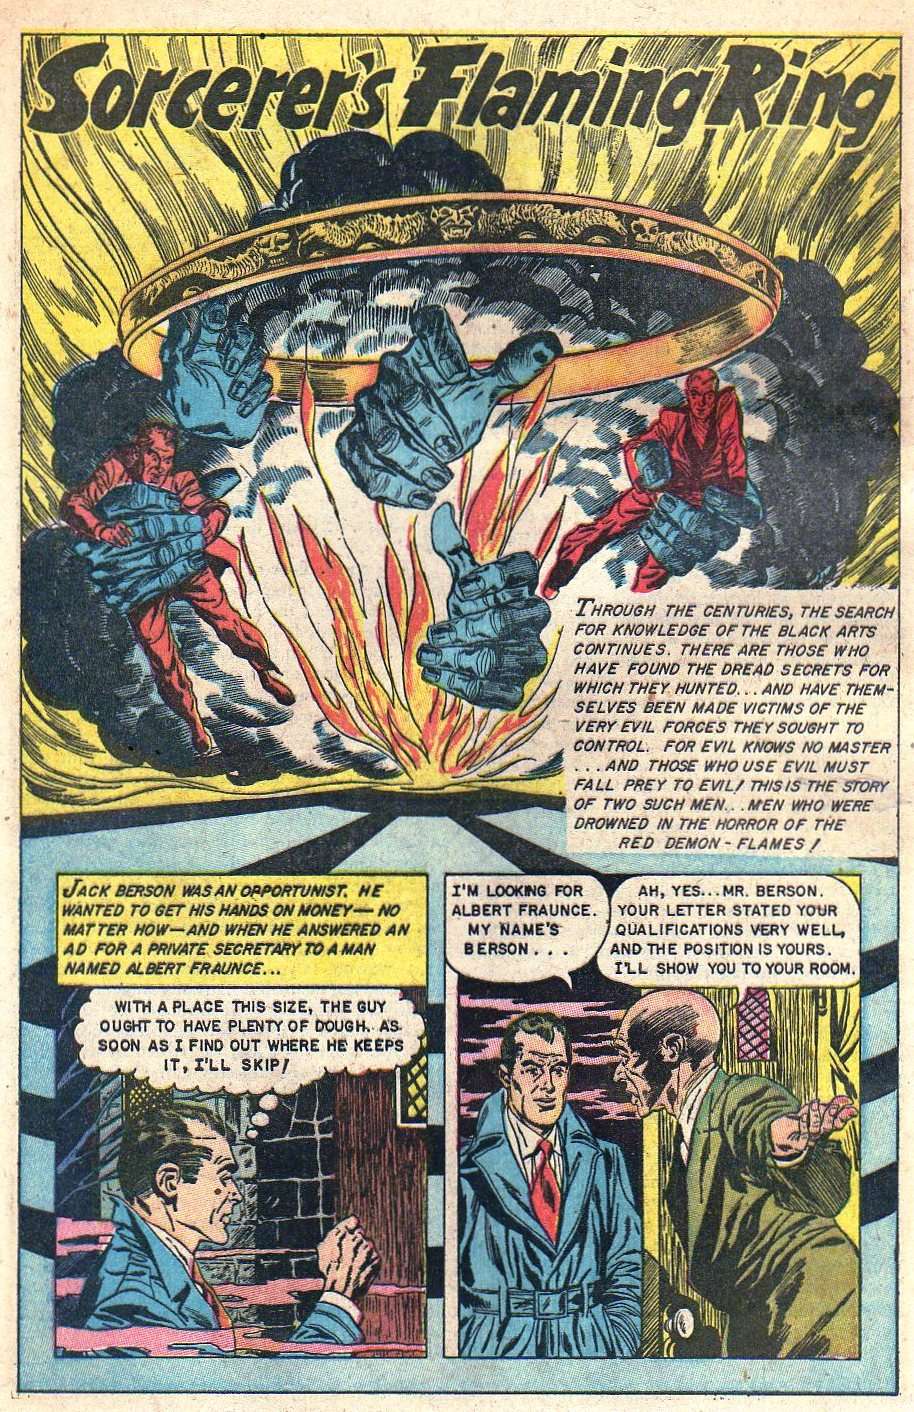 Sorcerer's Flaming Ring
THROUGH THE CENTURIES, THE SEARCH
FOR KNOWLEDGE OF THE BLACK ARTS
CONTINUES. THERE ARE THOSE WHO
HAVE FOUND THE DREAD SECRETS FOR
WHICH THEY HUNTED...AND HAVE THEM-
SELVES BEEN MADE VICTIMS OF THE
VERY EVIL FORCES THEY SOUGHT TO
CONTROL. FOR EVIL KNOWS NO MASTER
...AND THOSE WHO USE EVIL MUST
FALL PREY TO EVIL! THIS IS THE STORY
OF TWO SUCH MEN...MEN WHO WERE
DROWNED IN THE HORROR OF THE
RED DEMON-FLAMES!
JACK BERSON WAS AN OPPORTUNIST. HE
WANTED TO GET HIS HANDS ON MONEY—NO
MATTER HOW—AND WHEN HE ANSWERED AN
AD FOR A PRIVATE SECRETARY TO A MAN
NAMED ALBERT FRAUNCE...
WITH A PLACE THIS SIZE, THE GUY
OUGHT TO HAVE PLENTY OF DOUGH. AS
SOON AS I FIND OUT WHERE HE KEEPS
IT, I'LL SKIP!
I'M LOOKING FOR
ALBERT FRAUNCE.
MY NAME'S
BERSON...
AH, YES...MR. BERSON.
YOUR LETTER STATED YOUR
QUALIFICATIONS VERY WELL,
AND THE POSITION IS YOURS.
I'LL SHOW YOU TO YOUR ROOM.